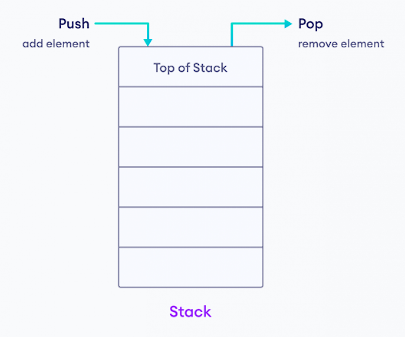 Push
add element
Pop
remove element
Top of Stack
Stack